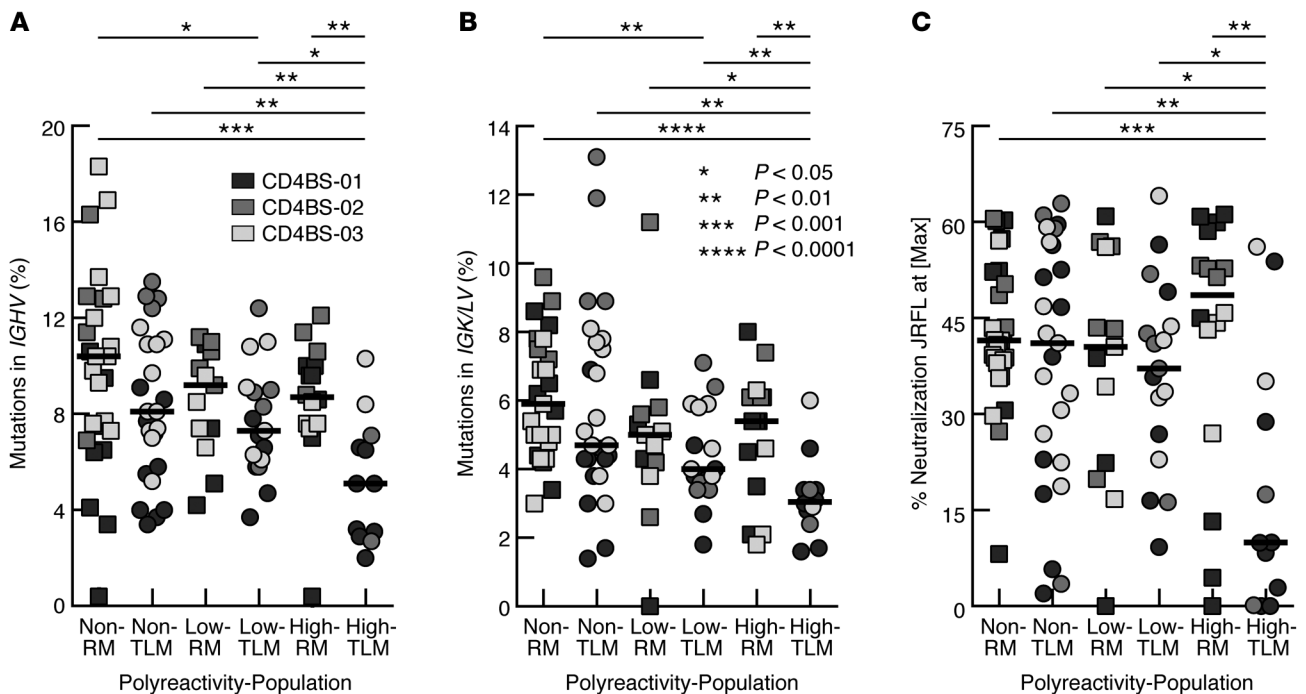 A
*
**
*
**
**
***
Mutations in IGHV (%)
20
16
12
8
4
0
CD4BS-01
CD4BS-02
CD4BS-03
Non-RM
Non-TLM
Low-RM
Low-TLM
High-RM
High-TLM
Polyreactivity-Population
B
**
**
**
*
**
****
Mutations in IGK/LV (%)
14
12
10
8
6
4
2
0
* P < 0.05
** P < 0.01
*** P < 0.001
**** P < 0.0001
Non-RM
Non-TLM
Low-RM
Low-TLM
High-RM
High-TLM
Polyreactivity-Population
C
**
*
*
**
***
% Neutralization JRFL at [Max]
75
60
45
30
15
0
Non-RM
Non-TLM
Low-RM
Low-TLM
High-RM
High-TLM
Polyreactivity-Population